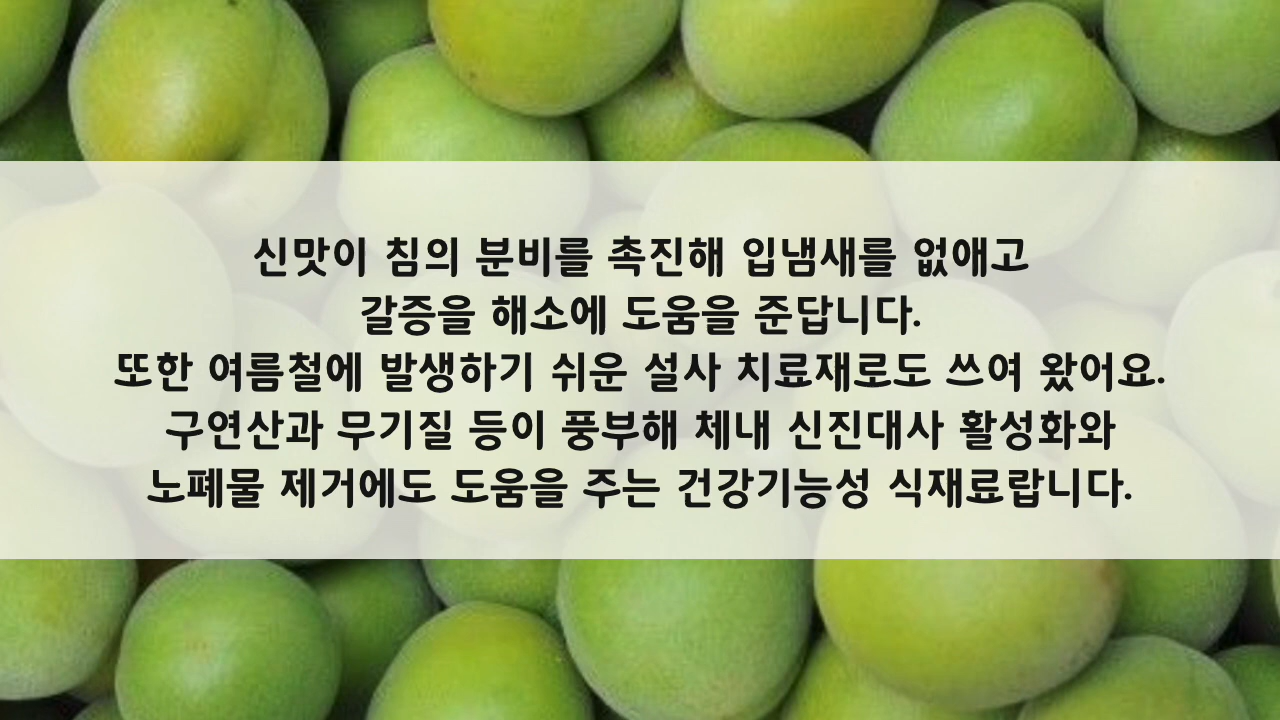 신맛이 침의 분비를 촉진해 입냄새를 없애고
갈증을 해소에 도움을 준답니다.
또한 여름철에 발생하기 쉬운 설사 치료재로도 쓰여 왔어요.
구연산과 무기질 등이 풍부해 체내 신진대사 활성화와
노폐물 제거에도 도움을 주는 건강기능성 식재료랍니다.